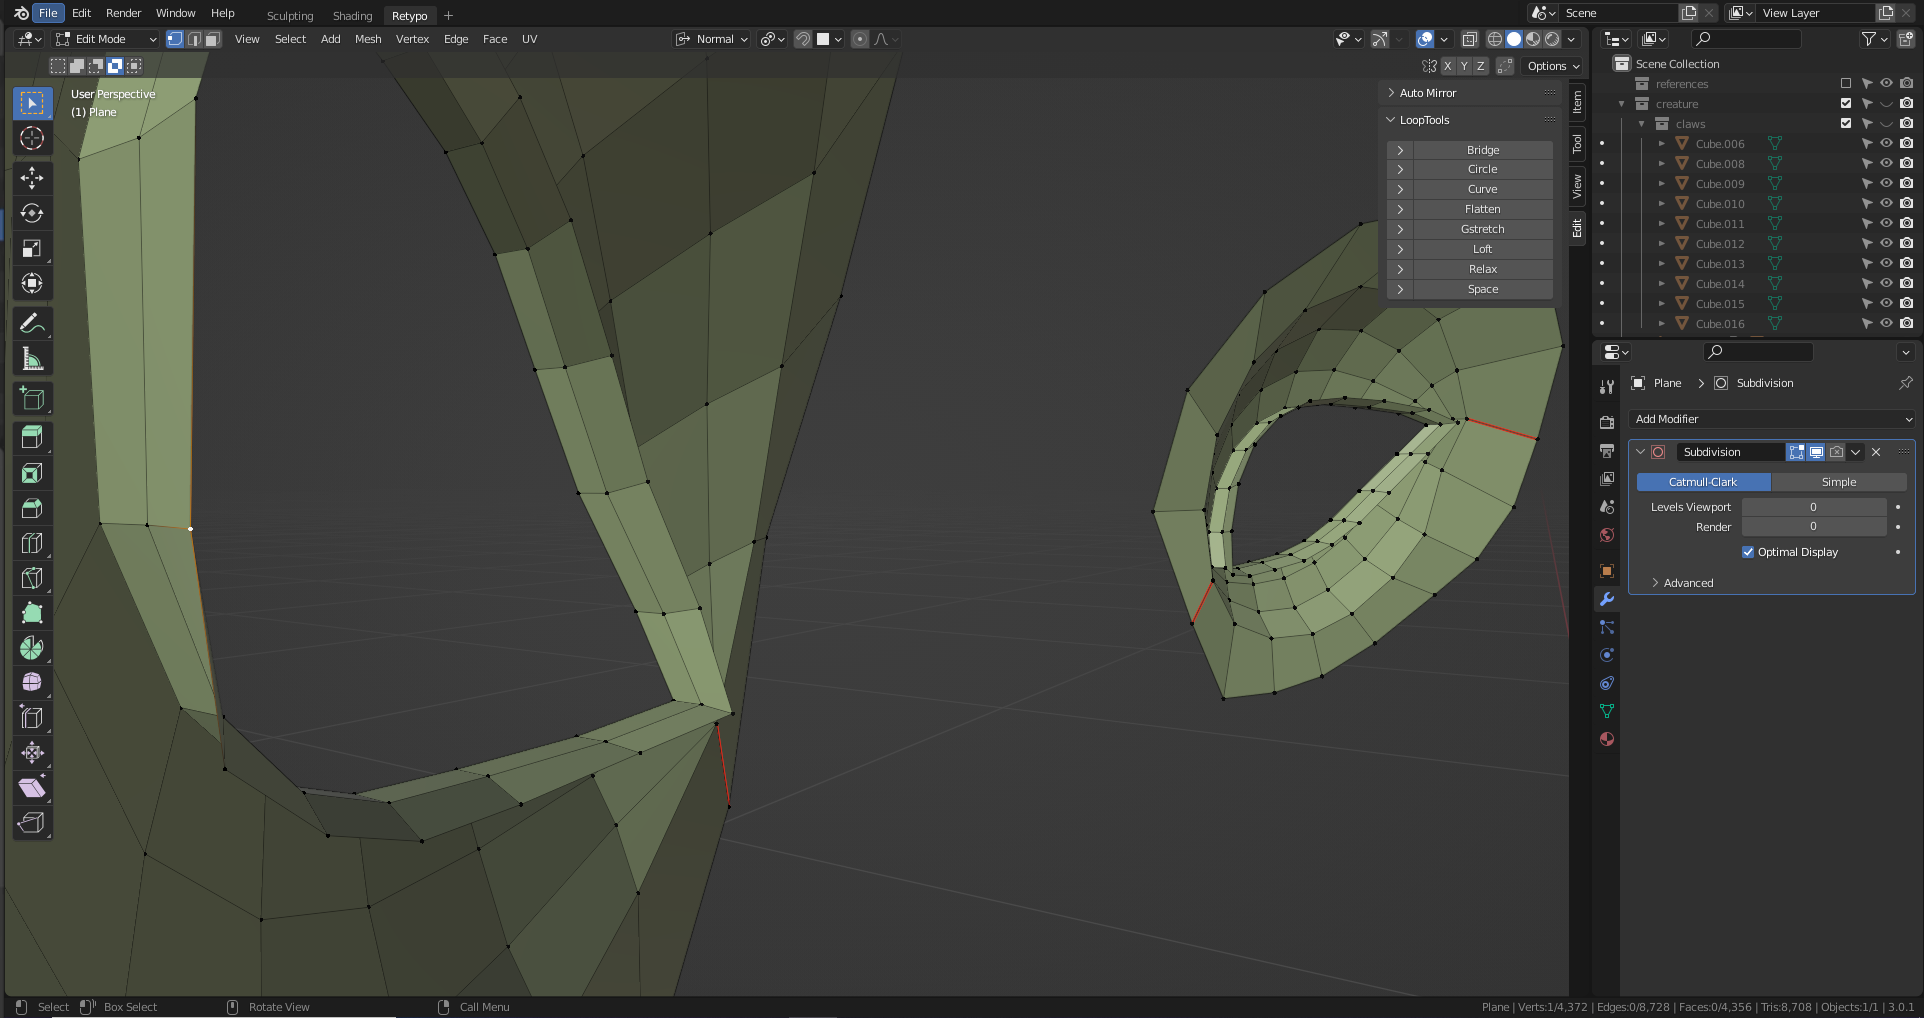 File Edit Render Window Help Sculpting Shading Retypo + Scene View Layer
Edit Mode View Select Add Mesh Vertex Edge Face UV Normal
X Y Z Options
User Perspective
(1) Plane
Auto Mirror
LoopTools
Bridge
Circle
Curve
Flatten
Gstretch
Loft
Relax
Space
Item
Tool
View
Edit
Scene Collection
references
creature
claws
Cube.006
Cube.008
Cube.009
Cube.010
Cube.011
Cube.012
Cube.013
Cube.014
Cube.015
Cube.016
Plane > Subdivision
Add Modifier
Subdivision
Catmull-Clark Simple
Levels Viewport 0
Render 0
Optimal Display
Advanced
Select Box Select Rotate View Call Menu Plane | Verts:1/4,372 | Edges:0/8,728 | Faces:0/4,356 | Tris:8,708 | Objects:1/1 | 3.0.1